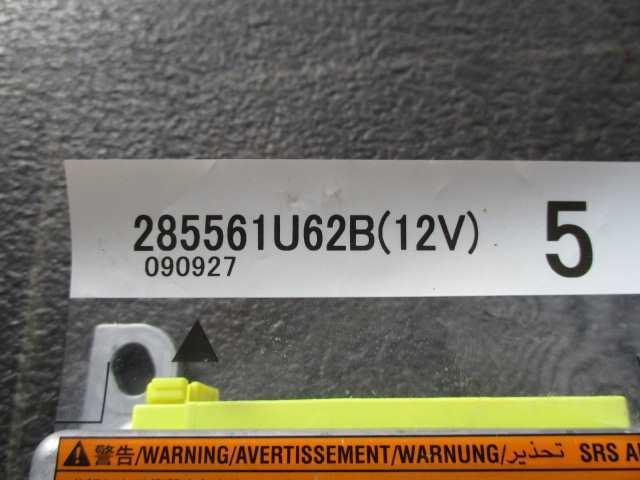 285561U62B(12V) 5
090927
警告/WARNING/AVERTISSEMENT/WARNUNG/تحذير SRS